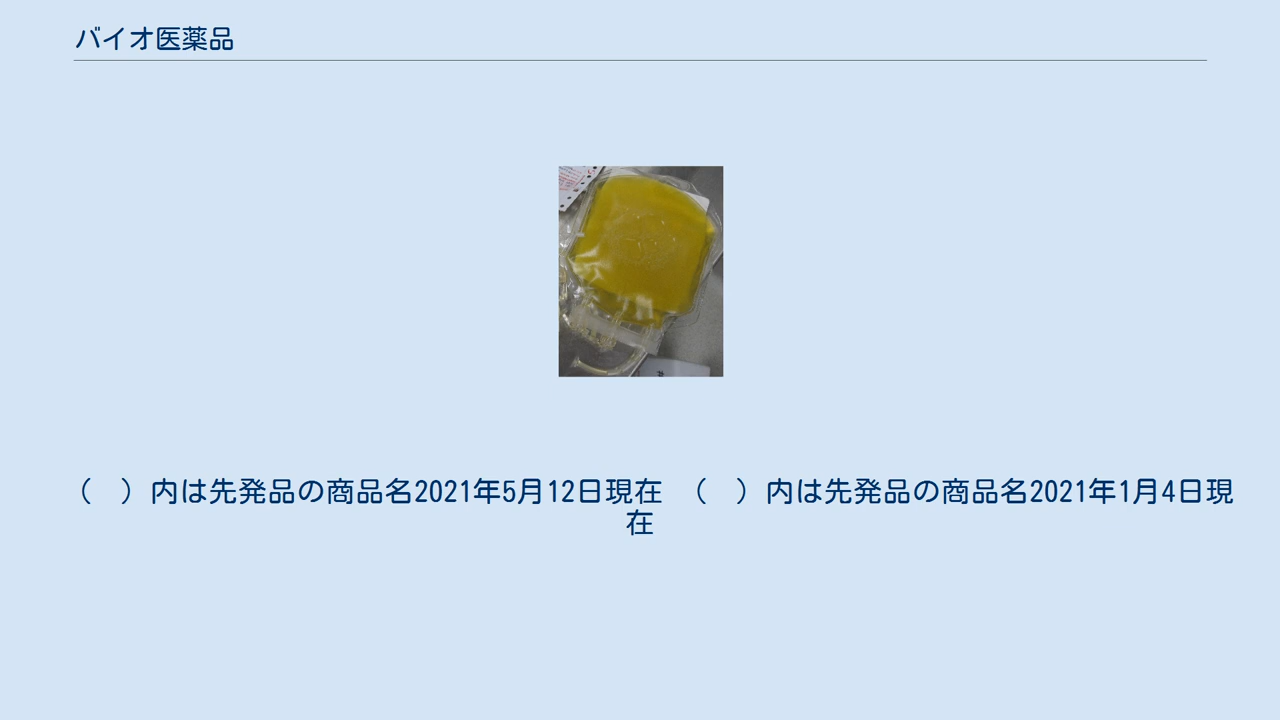 バイオ医薬品
（　）内は先発品の商品名2021年5月12日現在　（　）内は先発品の商品名2021年1月4日現
在